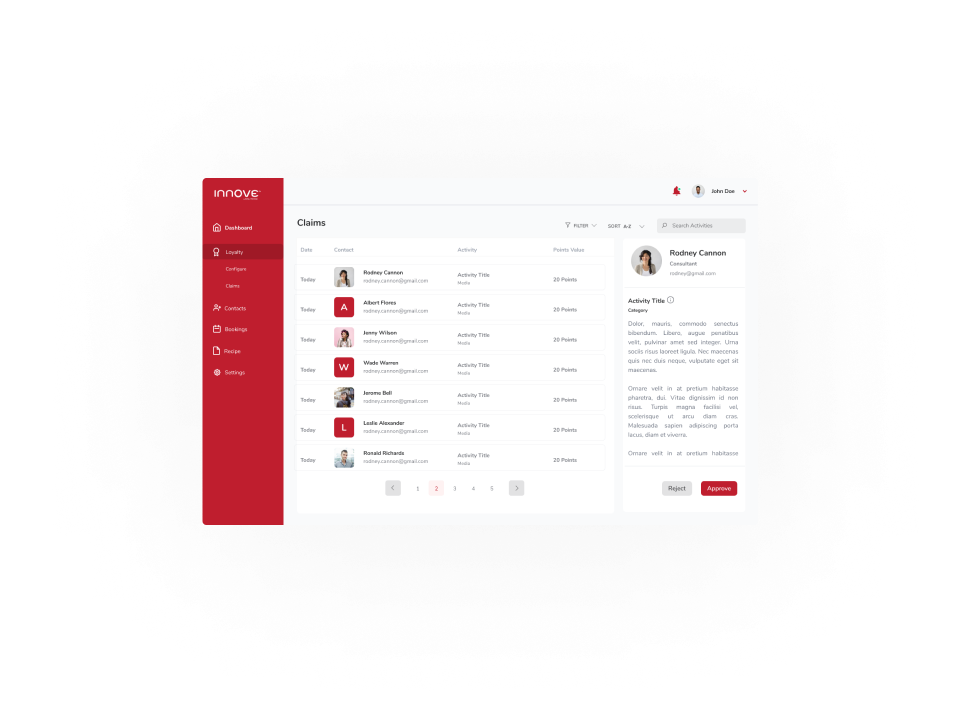 INNOVE
John Doe
Dashboard
Loyalty
Configure
Claims
Contacts
Bookings
Recipe
Settings
Claims
FILTER
SORT A-Z
Search Activities
Date Contact Activity Points Value
Today Rodney Cannon rodney.cannon@gmail.com Activity Title Media 20 Points
Today A Albert Flores rodney.cannon@gmail.com Activity Title Media 20 Points
Today Jenny Wilson rodney.cannon@gmail.com Activity Title Media 20 Points
Today W Wade Warren rodney.cannon@gmail.com Activity Title Media 20 Points
Today Jerome Bell rodney.cannon@gmail.com Activity Title Media 20 Points
Today L Leslie Alexander rodney.cannon@gmail.com Activity Title Media 20 Points
Today Ronald Richards rodney.cannon@gmail.com Activity Title Media 20 Points
1 2 3 4 5
Rodney Cannon
Consultant
rodney@gmail.com
Activity Title
Category
Dolor, mauris, commodo senectus
bibendum. Libero, augue penatibus
velit, pulvinar amet sed integer. Urna
sociis risus laoreet ligula. Nec maecenas
quis nec duis neque, vulputate eget sit
maecenas.
Ornare velit in at pretium habitasse
pharetra, dui. Vitae dignissim id non
risus. Turpis magna facilisi vel,
scelerisque ut arcu diam cras.
Malesuada sapien adipiscing porta
lacus, diam et viverra.
Ornare velit in at pretium habitasse
Reject
Approve